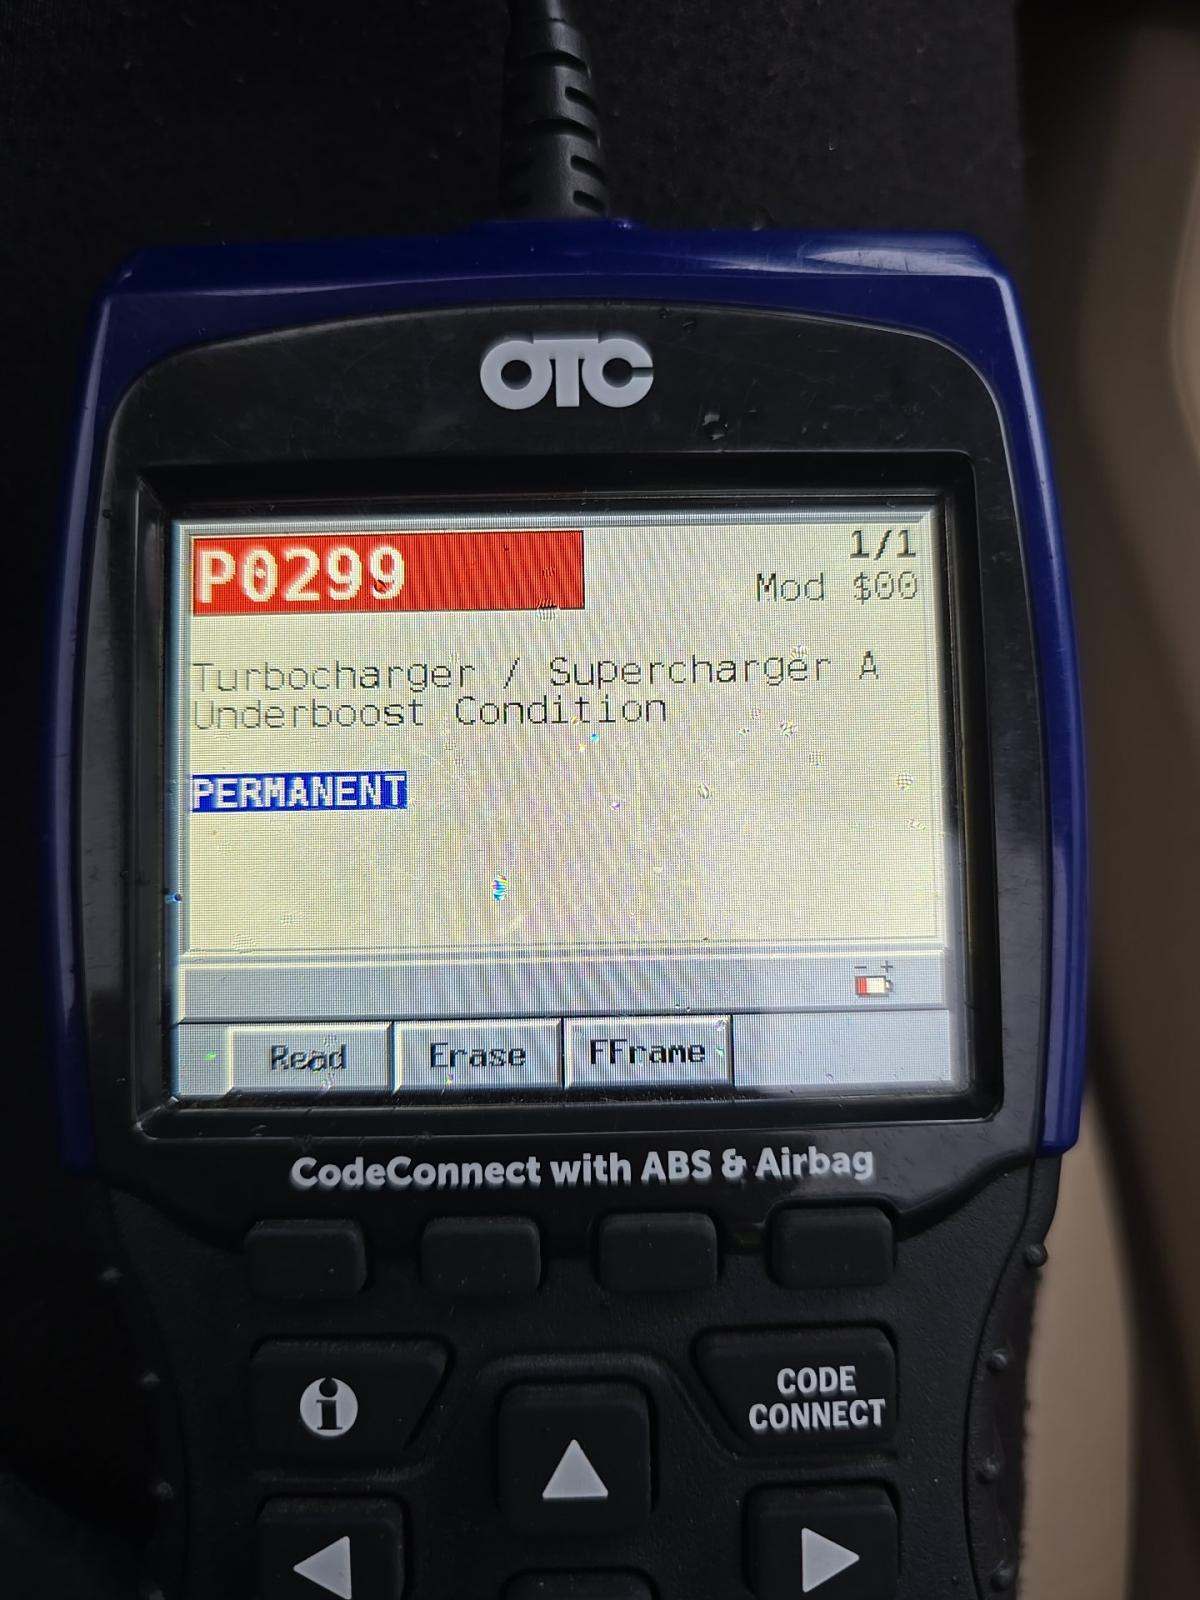 OTC
P0299
1/1
Mod $00
Turbocharger / Supercharger A
Underboost Condition
PERMANENT
- +
Read Erase FFrame
CodeConnect with ABS & Airbag
i
CODE
CONNECT